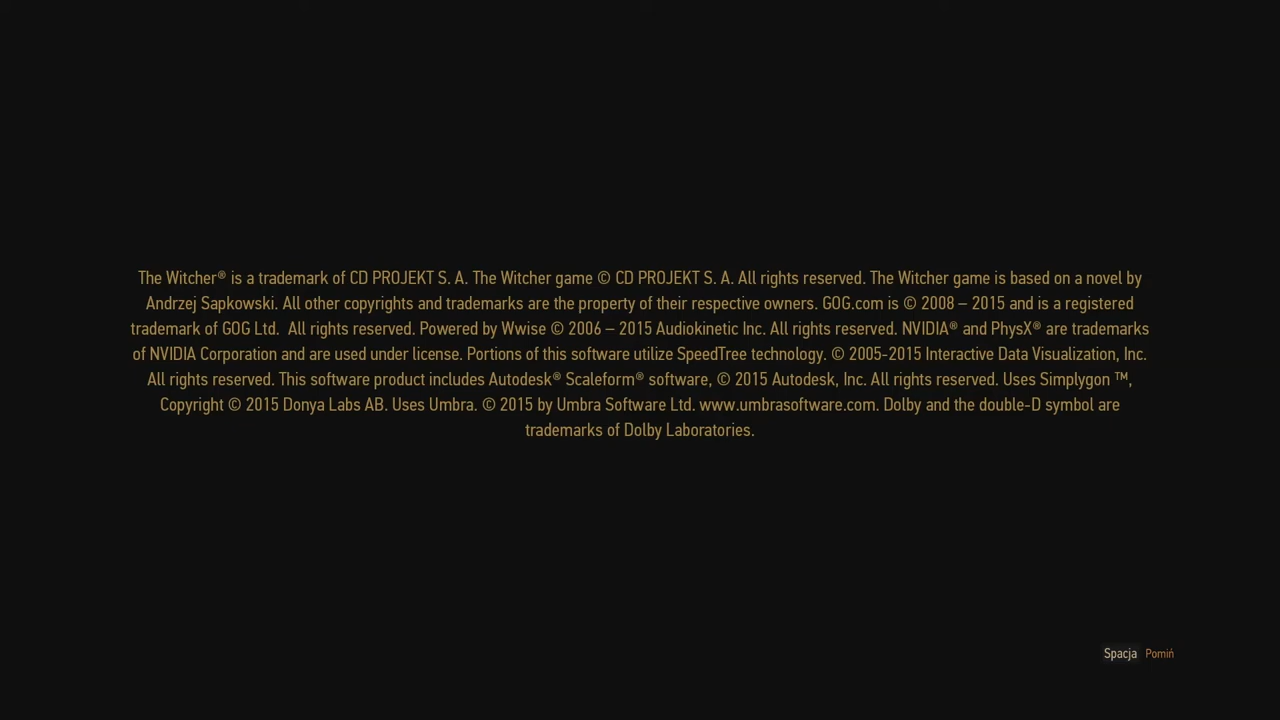 The Witcher® is a trademark of CD PROJEKT S. A. The Witcher game © CD PROJEKT S. A. All rights reserved. The Witcher game is based on a novel by
Andrzej Sapkowski. All other copyrights and trademarks are the property of their respective owners. GOG.com is © 2008 – 2015 and is a registered
trademark of GOG Ltd.  All rights reserved. Powered by Wwise © 2006 – 2015 Audiokinetic Inc. All rights reserved. NVIDIA® and PhysX® are trademarks
of NVIDIA Corporation and are used under license. Portions of this software utilize SpeedTree technology. © 2005-2015 Interactive Data Visualization, Inc.
All rights reserved. This software product includes Autodesk® Scaleform® software, © 2015 Autodesk, Inc. All rights reserved. Uses Simplygon ™,
Copyright © 2015 Donya Labs AB. Uses Umbra. © 2015 by Umbra Software Ltd. www.umbrasoftware.com. Dolby and the double-D symbol are
trademarks of Dolby Laboratories.
Spacja Pomiń